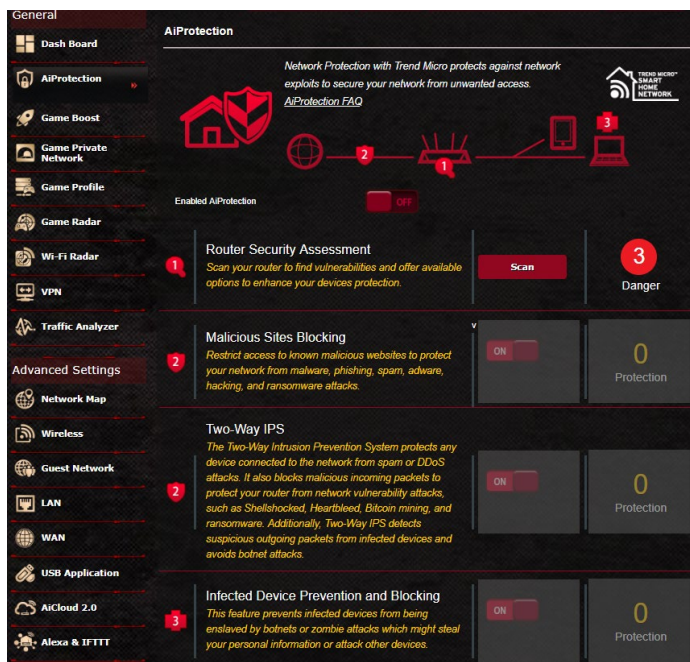 General
Dash Board
AiProtection
Game Boost
Game Private
Network
Game Profile
Game Radar
Wi-Fi Radar
VPN
Traffic Analyzer
Advanced Settings
Network Map
Wireless
Guest Network
LAN
WAN
USB Application
AiCloud 2.0
Alexa & IFTTT
AiProtection
Network Protection with Trend Micro protects against network
exploits to secure your network from unwanted access.
AiProtection FAQ
TREND MICRO™
SMART
HOME
NETWORK
2
1
3
Enabled AiProtection
OFF
1
Router Security Assessment
Scan your router to find vulnerabilities and offer available
options to enhance your devices protection.
Scan
3
Danger
2
Malicious Sites Blocking
Restrict access to known malicious websites to protect
your network from malware, phishing, spam, adware,
hacking, and ransomware attacks.
v
ON
0
Protection
2
Two-Way IPS
The Two-Way Intrusion Prevention System protects any
device connected to the network from spam or DDoS
attacks. It also blocks malicious incoming packets to
protect your router from network vulnerability attacks,
such as Shellshocked, Heartbleed, Bitcoin mining, and
ransomware. Additionally, Two-Way IPS detects
suspicious outgoing packets from infected devices and
avoids botnet attacks.
ON
0
Protection
3
Infected Device Prevention and Blocking
This feature prevents infected devices from being
enslaved by botnets or zombie attacks which might steal
your personal information or attack other devices.
ON
0
Protection